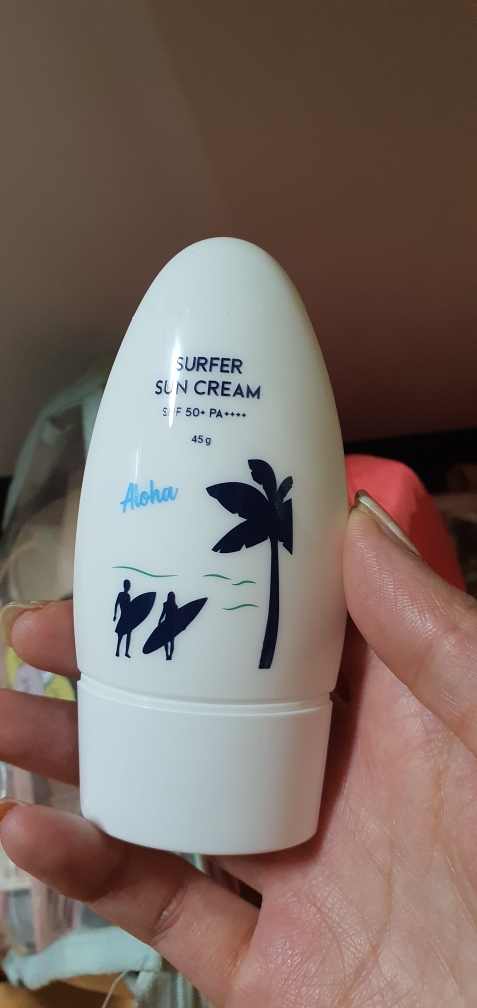 SURFER
SUN CREAM
SPF 50+ PA++++
45g
Aloha